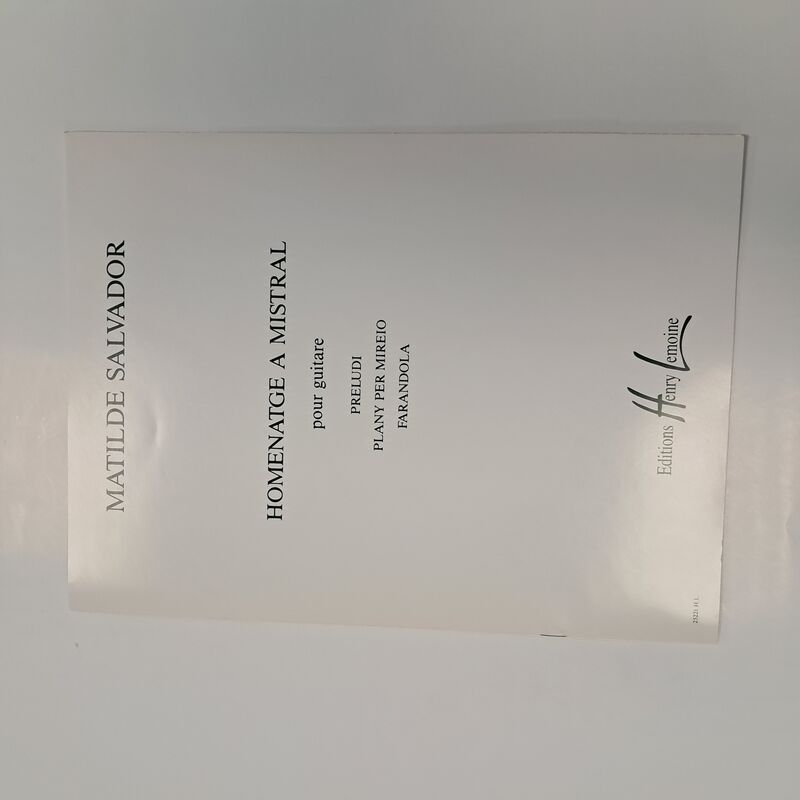 MATILDE SALVADOR
HOMENATGE A MISTRAL
pour guitare
PRELUDI
PLANY PER MIREIO
FARANDOLA
Editions Henry Lemoine